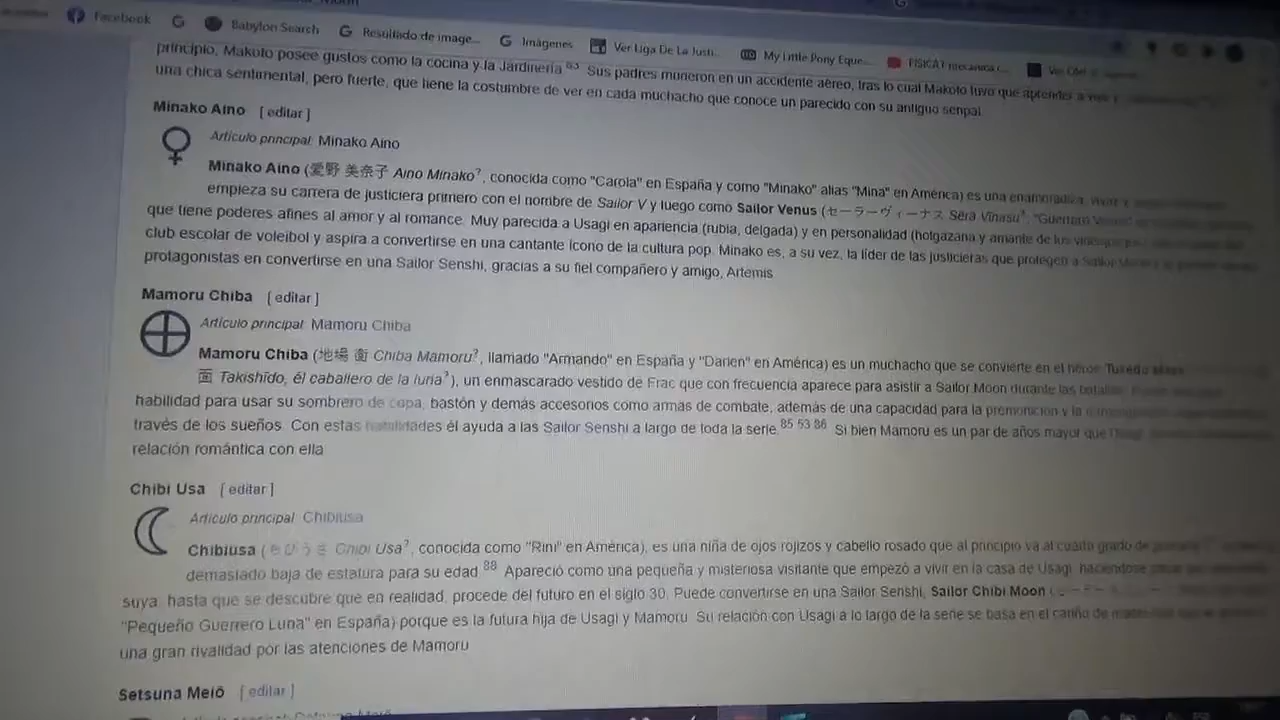 Facebook
Babylon Search
Resultado de image...
Imágenes
Ver Liga De La Justi...
My Little Pony Eque...
FISICA I mecanica (...
principio, Makoto posee gustos como la cocina y la Jardinería 83 Sus padres murieron en un accidente aéreo, tras lo cual Makoto tuvo que aprender a
una chica sentimental, pero fuerte, que tiene la costumbre de ver en cada muchacho que conoce un parecido con su antiguo senpai.
Minako Aino [ editar ]
Artículo principal: Minako Aino
Minako Aino (愛野 美奈子 Aino Minako?, conocida como "Carola" en España y como "Minako" alias "Mina" en América) es una enamoradiza,
empieza su carrera de justiciera primero con el nombre de Sailor V y luego como Sailor Venus (セーラーヴィーナス Sērā Vīnasu?, "Guerrero
que tiene poderes afines al amor y al romance. Muy parecida a Usagi en apariencia (rubia, delgada) y en personalidad (holgazana y amante de los
club escolar de voleibol y aspira a convertirse en una cantante ícono de la cultura pop. Minako es, a su vez, la líder de las justicieras que protegen a Sailor Moon
protagonistas en convertirse en una Sailor Senshi, gracias a su fiel compañero y amigo, Artemis
Mamoru Chiba [ editar ]
Artículo principal: Mamoru Chiba
Mamoru Chiba (地場 衛 Chiba Mamoru?, llamado "Armando" en España y "Darien" en América) es un muchacho que se convierte en el héroe Tuxedo Mask
面 Takishīdo, él caballero de la luna?), un enmascarado vestido de Frac que con frecuencia aparece para asistir a Sailor Moon durante las batallas.
habilidad para usar su sombrero de copa, bastón y demás accesorios como armas de combate, además de una capacidad para la premonición y la
través de los sueños. Con estas habilidades él ayuda a las Sailor Senshi a largo de toda la serie.85 53 86 Si bien Mamoru es un par de años mayor que
relación romántica con ella
Chibi Usa [ editar ]
Artículo principal: Chibiusa
Chibiusa (ちびうさ Chibi Usa?, conocida como "Rini" en América), es una niña de ojos rojizos y cabello rosado que al principio va al cuarto grado de
demasiado baja de estatura para su edad.88 Apareció como una pequeña y misteriosa visitante que empezó a vivir en la casa de Usagi, haciéndose pasar por
suya, hasta que se descubre que en realidad, procede del futuro en el siglo 30. Puede convertirse en una Sailor Senshi, Sailor Chibi Moon (
"Pequeño Guerrero Luna" en España) porque es la futura hija de Usagi y Mamoru. Su relación con Usagi a lo largo de la serie se basa en el cariño de
una gran rivalidad por las atenciones de Mamoru
Setsuna Meiō [ editar ]